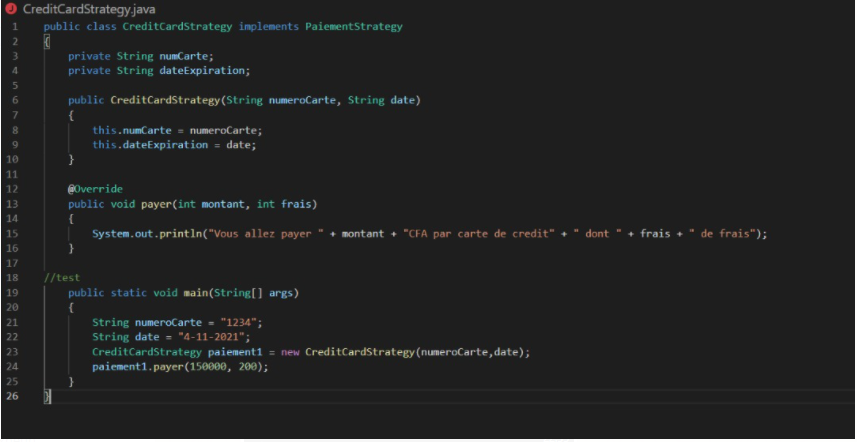 J CreditCardStrategy.java
1 public class CreditCardStrategy implements PaiementStrategy
2 {
3     private String numCarte;
4     private String dateExpiration;
5
6     public CreditCardStrategy(String numeroCarte, String date)
7     {
8         this.numCarte = numeroCarte;
9         this.dateExpiration = date;
10     }
11
12     @Override
13     public void payer(int montant, int frais)
14     {
15         System.out.println("Vous allez payer " + montant + "CFA par carte de credit" + " dont " + frais + " de frais");
16     }
17
18 //test
19     public static void main(String[] args)
20     {
21         String numeroCarte = "1234";
22         String date = "4-11-2021";
23         CreditCardStrategy paiement1 = new CreditCardStrategy(numeroCarte,date);
24         paiement1.payer(150000, 200);
25     }
26 }